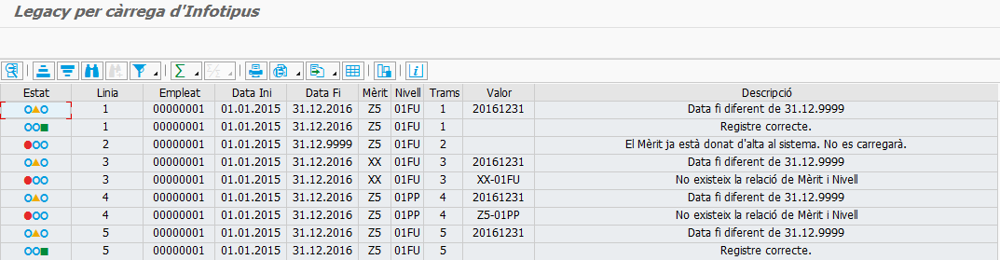 Legacy per càrrega d'Infotipus
Estat Linia Empleat Data Ini Data Fi Mèrit Nivell Trams Valor Descripció
1 00000001 01.01.2015 31.12.2016 Z5 01FU 1 20161231 Data fi diferent de 31.12.9999
1 00000001 01.01.2015 31.12.2016 Z5 01FU 1 Registre correcte.
2 00000001 01.01.2015 31.12.9999 Z5 01FU 2 El Mèrit ja està donat d'alta al sistema. No es carregarà.
3 00000001 01.01.2015 31.12.2016 XX 01FU 3 20161231 Data fi diferent de 31.12.9999
3 00000001 01.01.2015 31.12.2016 XX 01FU 3 XX-01FU No existeix la relació de Mèrit i Nivell
4 00000001 01.01.2015 31.12.2016 Z5 01PP 4 20161231 Data fi diferent de 31.12.9999
4 00000001 01.01.2015 31.12.2016 Z5 01PP 4 Z5-01PP No existeix la relació de Mèrit i Nivell
5 00000001 01.01.2015 31.12.2016 Z5 01FU 5 20161231 Data fi diferent de 31.12.9999
5 00000001 01.01.2015 31.12.2016 Z5 01FU 5 Registre correcte.